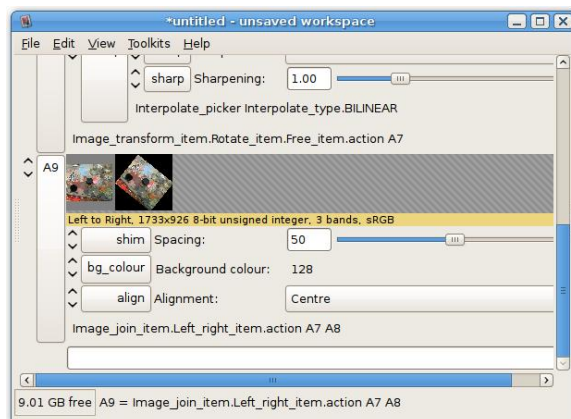 *untitled - unsaved workspace
File Edit View Toolkits Help
sharp Sharpening: 1.00
Interpolate_picker Interpolate_type.BILINEAR
Image_transform_item.Rotate_item.Free_item.action A7
A9
Left to Right, 1733x926 8-bit unsigned integer, 3 bands, sRGB
shim Spacing: 50
bg_colour Background colour: 128
align Alignment: Centre
Image_join_item.Left_right_item.action A7 A8
9.01 GB free A9 = Image_join_item.Left_right_item.action A7 A8